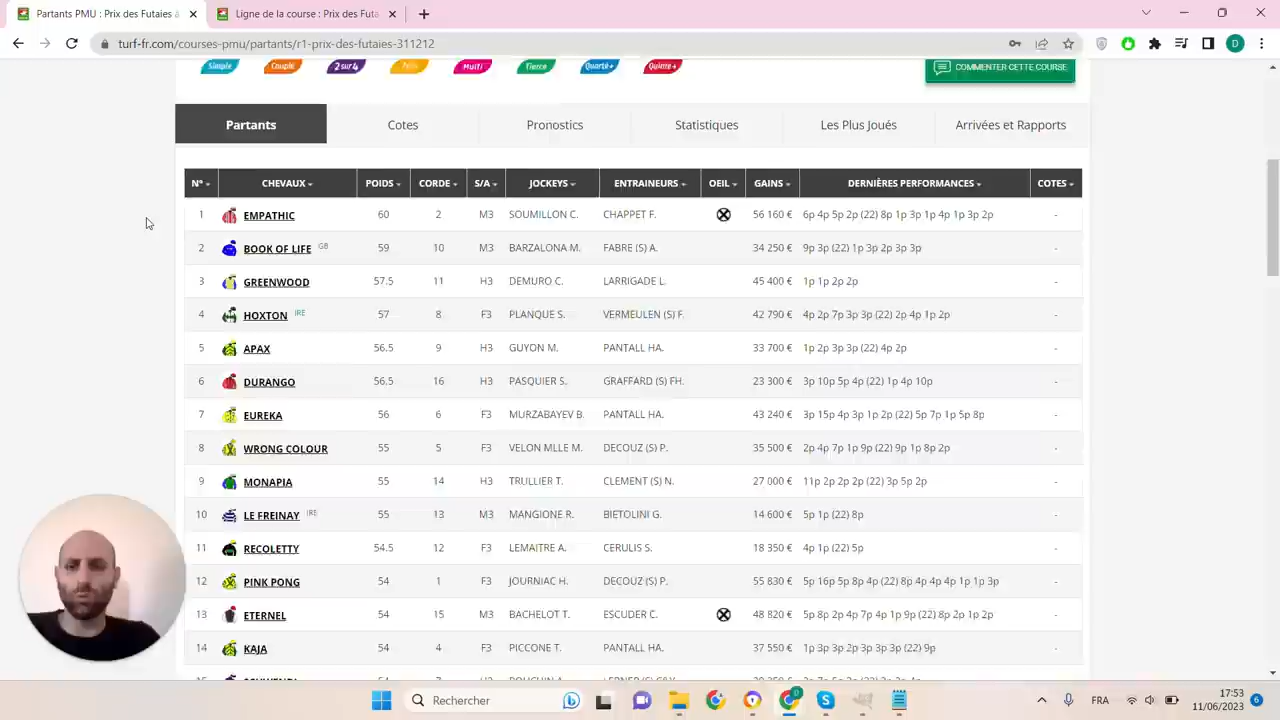 Partants PMU : Prix des Futaies à
Liste PMU : Prix des Futaies à
turf-fr.com/courses-pmu/partants/r1-prix-des-futaies-311212
Simple Couplé 2 sur 4 Multi Tiercé Quarté+ Quinté+
COMMENTER CETTE COURSE
Partants Cotes Pronostics Statistiques Les Plus Joués Arrivées et Rapports
N° CHEVAUX POIDS CORDE S/A JOCKEYS ENTRAINEURS OEIL GAINS DERNIÈRES PERFORMANCES COTES
1 EMPATHIC 60 2 M3 SOUMILLON C. CHAPPET F. 56 160 € 6p 4p 5p 2p (22) 8p 1p 3p 1p 4p 1p 3p 2p -
2 BOOK OF LIFE GB 59 10 M3 BARZALONA M. FABRE (S) A. 34 250 € 9p 3p (22) 1p 3p 2p 3p 3p -
3 GREENWOOD 57.5 11 H3 DEMURO C. LARRIGADE L. 45 400 € 1p 1p 2p 2p -
4 HOXTON IRE 57 8 F3 PLANQUE S. VERMEULEN (S) F. 42 790 € 4p 2p 7p 3p 3p (22) 2p 4p 1p 2p -
5 APAX 56.5 9 H3 GUYON M. PANTALL HA. 33 700 € 1p 2p 3p 3p (22) 4p 2p -
6 DURANGO 56.5 16 H3 PASQUIER S. GRAFFARD (S) FH. 23 300 € 3p 10p 5p 4p (22) 1p 4p 10p -
7 EUREKA 56 6 F3 MURZABAYEV B. PANTALL HA. 43 240 € 3p 15p 4p 3p 1p 2p (22) 5p 7p 1p 5p 8p -
8 WRONG COLOUR 55 5 F3 VELON MLLE M. DECOUZ (S) P. 35 500 € 2p 4p 7p 1p 9p (22) 9p 1p 8p 2p -
9 MONAPIA 55 14 H3 TRULLIER T. CLEMENT (S) N. 27 000 € 11p 2p 2p 2p (22) 3p 5p 2p -
10 LE FREINAY IRE 55 13 M3 MANGIONE R. BIETOLINI G. 14 600 € 5p 1p (22) 8p -
11 RECOLETTY 54.5 12 F3 LEMAITRE A. CERULIS S. 18 350 € 4p 1p (22) 5p -
12 PINK PONG 54 1 F3 JOURNIAC H. DECOUZ (S) P. 55 830 € 5p 16p 5p 8p 4p (22) 8p 4p 4p 4p 1p 1p 3p -
13 ETERNEL 54 15 M3 BACHELOT T. ESCUDER C. 48 820 € 5p 8p 2p 4p 7p 4p 1p 9p (22) 8p 2p 1p 2p -
14 KAJA 54 4 F3 PICCONE T. PANTALL HA. 37 550 € 1p 3p 3p 2p 3p 3p 3p (22) 9p -
Rechercher
FRA
17:53
11/06/2023
6
D